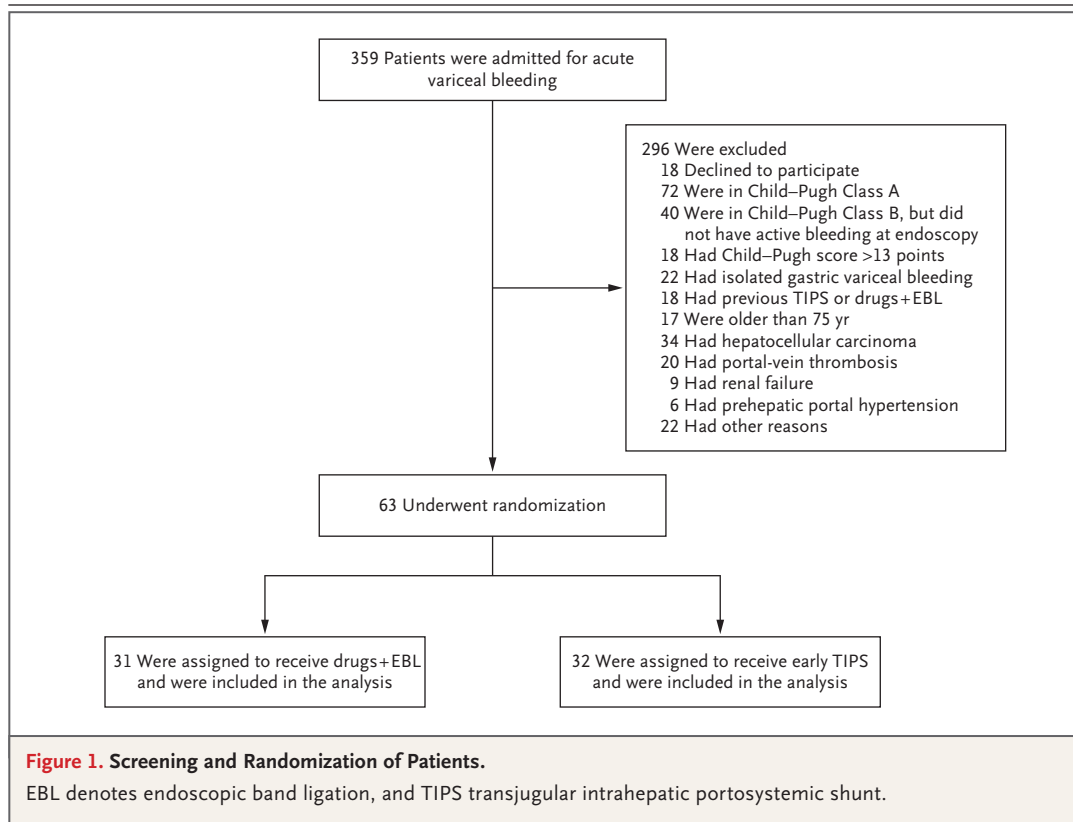 359 Patients were admitted for acute
variceal bleeding
296 Were excluded
18 Declined to participate
72 Were in Child–Pugh Class A
40 Were in Child–Pugh Class B, but did
not have active bleeding at endoscopy
18 Had Child–Pugh score >13 points
22 Had isolated gastric variceal bleeding
18 Had previous TIPS or drugs+EBL
17 Were older than 75 yr
34 Had hepatocellular carcinoma
20 Had portal-vein thrombosis
9 Had renal failure
6 Had prehepatic portal hypertension
22 Had other reasons
63 Underwent randomization
31 Were assigned to receive drugs+EBL
and were included in the analysis
32 Were assigned to receive early TIPS
and were included in the analysis
Figure 1. Screening and Randomization of Patients.
EBL denotes endoscopic band ligation, and TIPS transjugular intrahepatic portosystemic shunt.